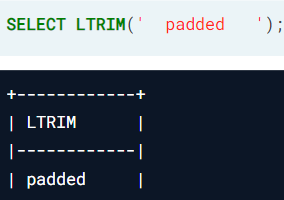 SELECT LTRIM('  padded   ');
+------------+
| LTRIM      |
|------------|
| padded     |